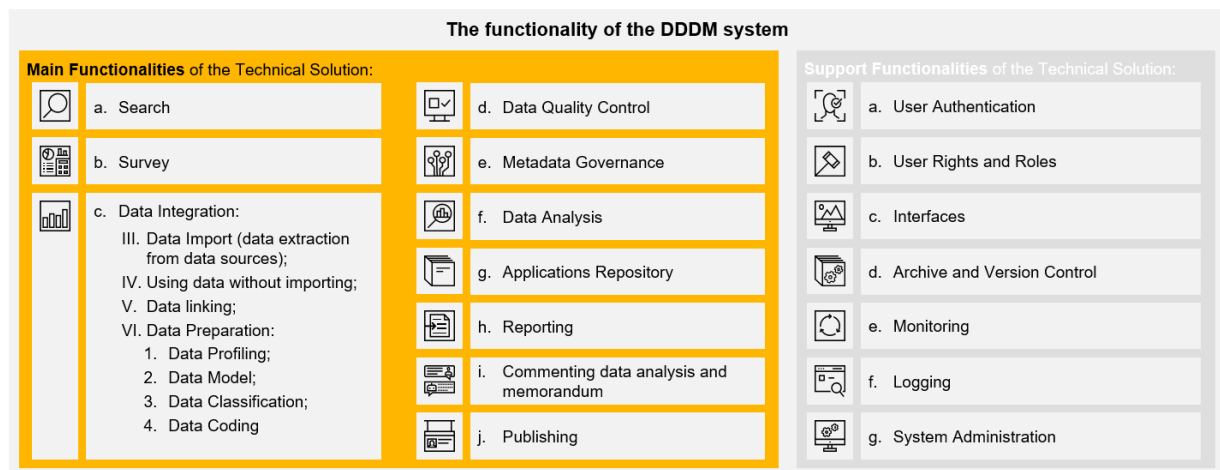 The functionality of the DDDM system
Main Functionalities of the Technical Solution:
a. Search
b. Survey
c. Data Integration:
III. Data Import (data extraction
from data sources);
IV. Using data without importing;
V. Data linking;
VI. Data Preparation:
1. Data Profiling;
2. Data Model;
3. Data Classification;
4. Data Coding
d. Data Quality Control
e. Metadata Governance
f. Data Analysis
g. Applications Repository
h. Reporting
i. Commenting data analysis and
memorandum
j. Publishing
Support Functionalities of the Technical Solution:
a. User Authentication
b. User Rights and Roles
c. Interfaces
d. Archive and Version Control
e. Monitoring
f. Logging
g. System Administration